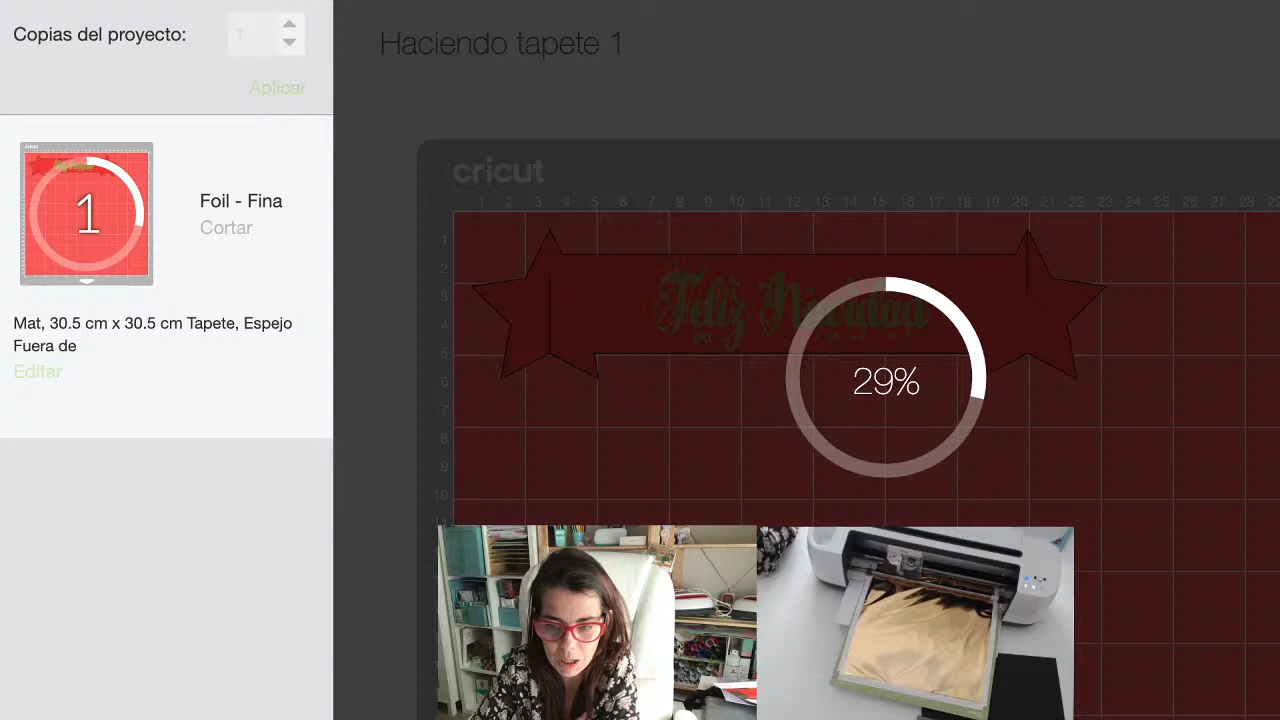 Copias del proyecto:
1
Aplicar
Haciendo tapete 1
cricut
1
Foil - Fina
Cortar
Mat, 30.5 cm x 30.5 cm Tapete, Espejo
Fuera de
Editar
cricut
1 2 3 4 5 6 7 8 9 10 11 12 13 14 15 16 17 18 19 20 21 22 23 24 25 26 27 28
1
2
3
4
5
6
7
8
9
10
Feliz Navidad
29%